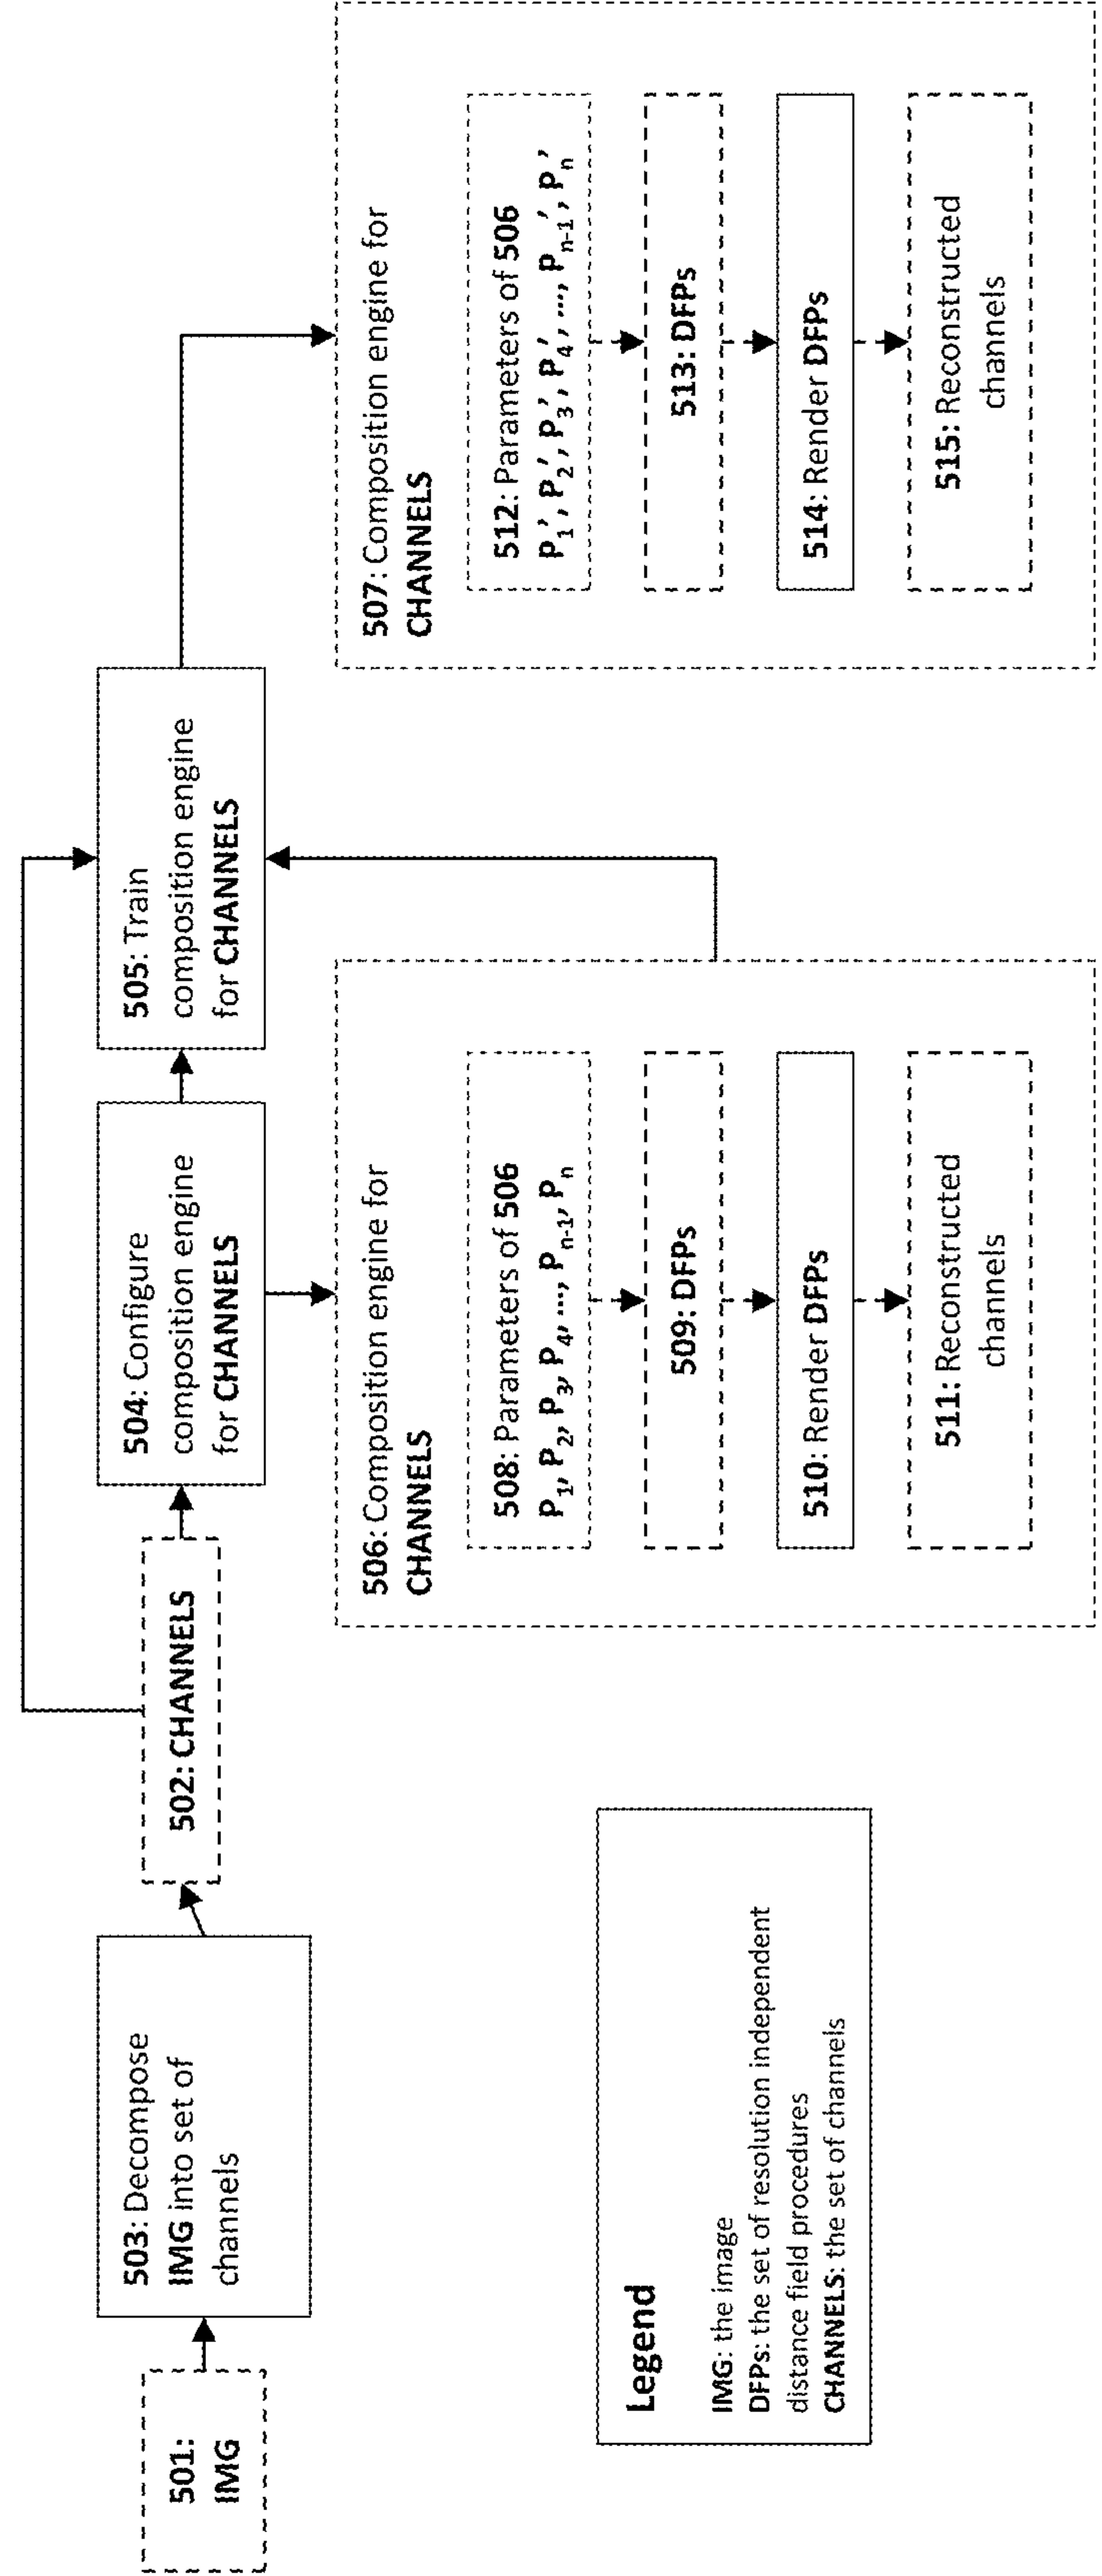 501:
IMG
503: Decompose
IMG into set of
channels
502: CHANNELS
504: Configure
composition engine
for CHANNELS
505: Train
composition engine
for CHANNELS
506: Composition engine for
CHANNELS
508: Parameters of 506
P₁, P₂, P₃, P₄, ..., Pₙ₋₁, Pₙ
509: DFPs
510: Render DFPs
511: Reconstructed
channels
507: Composition engine for
CHANNELS
512: Parameters of 506
P₁′, P₂′, P₃′, P₄′, ..., Pₙ₋₁′, Pₙ′
513: DFPs
514: Render DFPs
515: Reconstructed
channels
Legend
IMG: the image
DFPs: the set of resolution independent
distance field procedures
CHANNELS: the set of channels